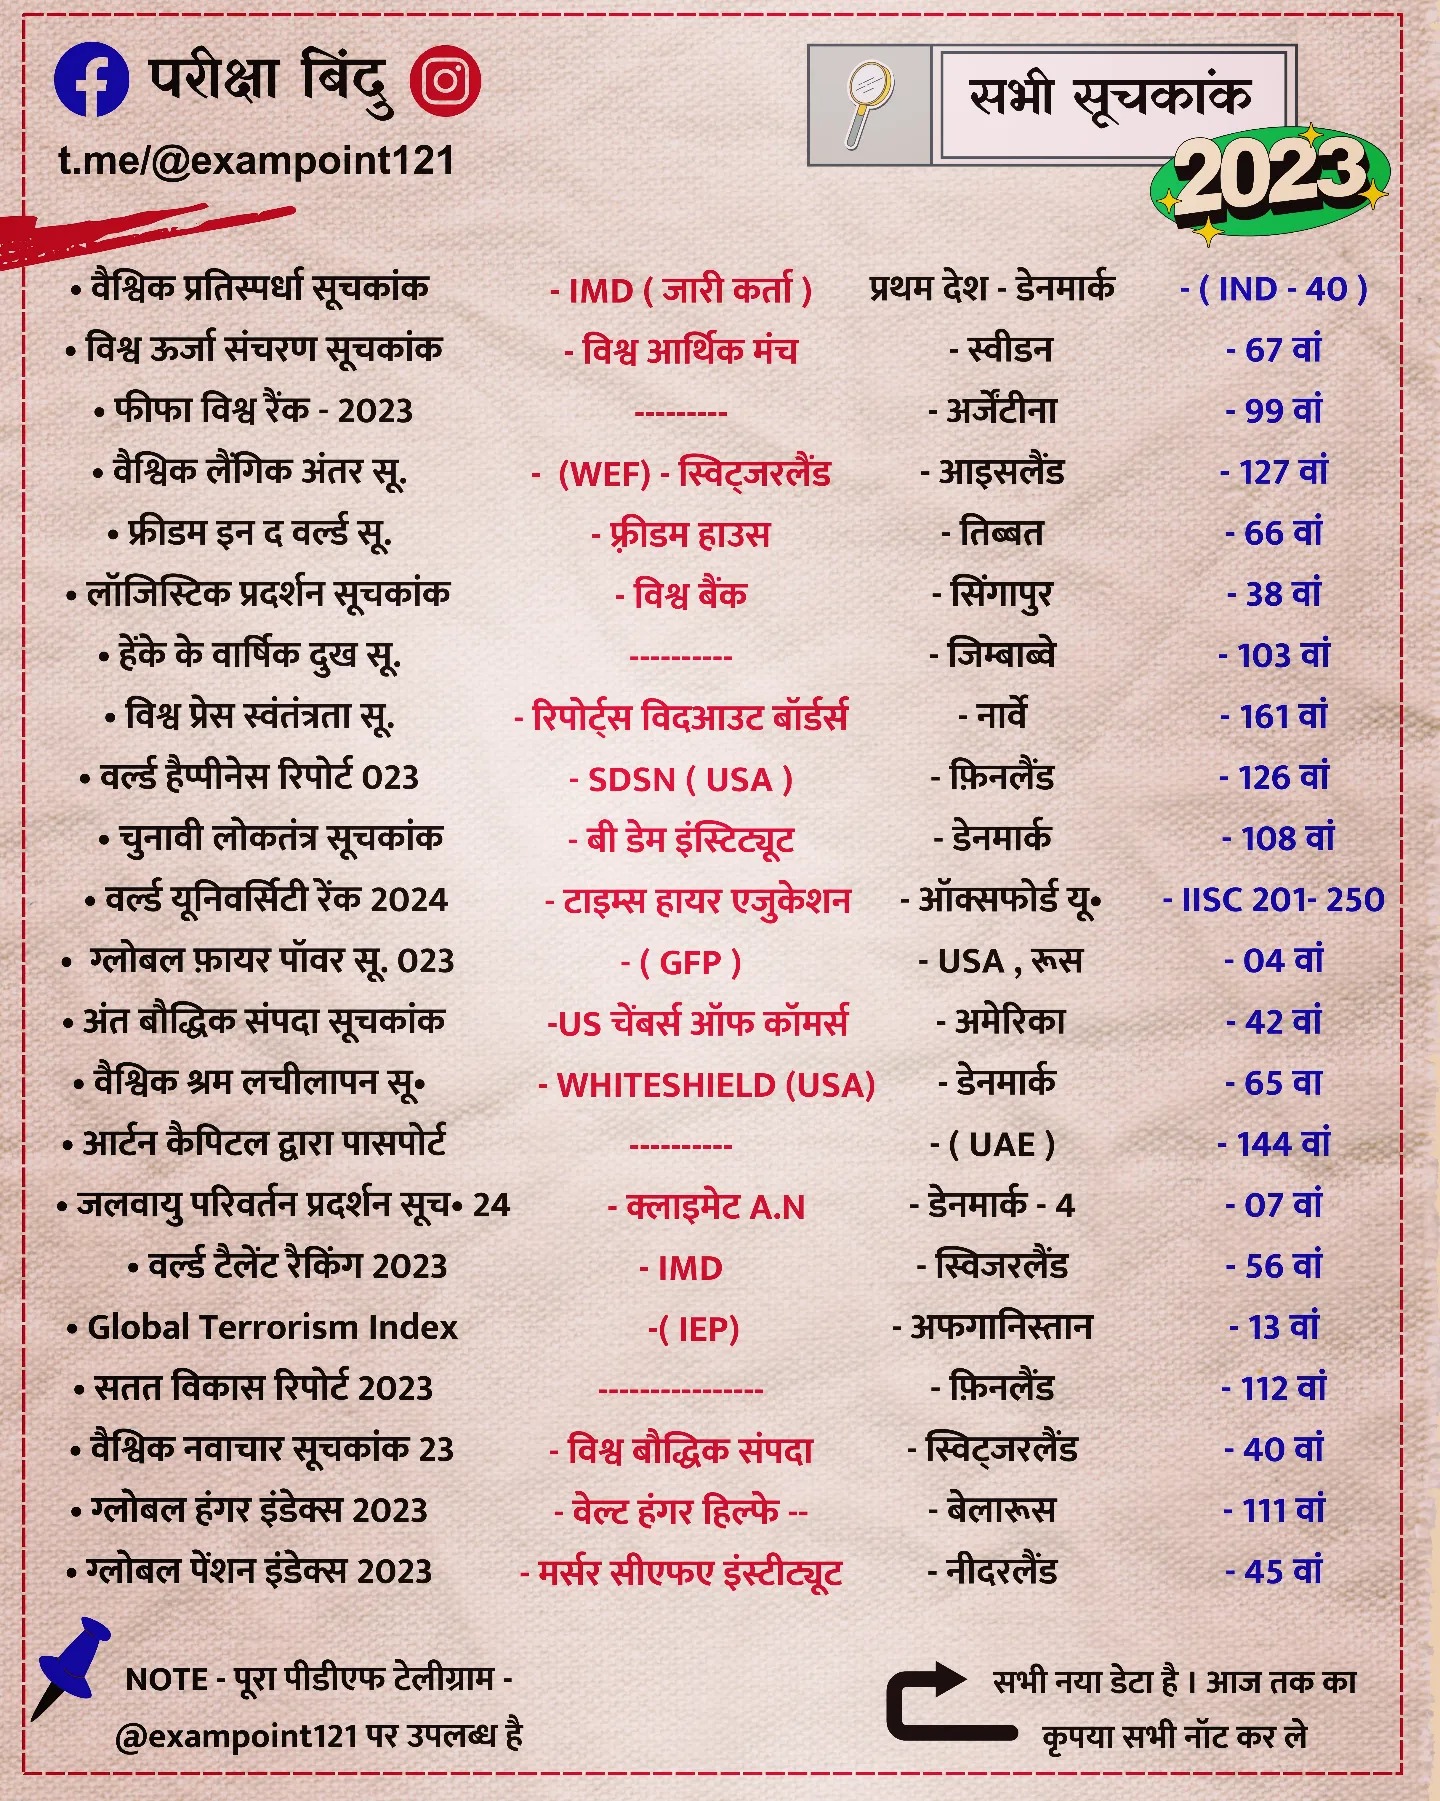 परीक्षा बिंदु
t.me/@exampoint121
सभी सूचकांक
2023
• वैश्विक प्रतिस्पर्धा सूचकांक - IMD ( जारी कर्ता ) प्रथम देश - डेनमार्क - ( IND - 40 )
• विश्व ऊर्जा संचरण सूचकांक - विश्व आर्थिक मंच - स्वीडन - 67 वां
• फीफा विश्व रैंक - 2023 --------- - अर्जेंटीना - 99 वां
• वैश्विक लैंगिक अंतर सू. - (WEF) - स्विट्जरलैंड - आइसलैंड - 127 वां
• फ्रीडम इन द वर्ल्ड सू. - फ़्रीडम हाउस - तिब्बत - 66 वां
• लॉजिस्टिक प्रदर्शन सूचकांक - विश्व बैंक - सिंगापुर - 38 वां
• हेंके के वार्षिक दुख सू. ---------- - जिम्बाब्वे - 103 वां
• विश्व प्रेस स्वंतंत्रता सू. - रिपोर्ट्स विदआउट बॉर्डर्स - नार्वे - 161 वां
• वर्ल्ड हैप्पीनेस रिपोर्ट 023 - SDSN ( USA ) - फ़िनलैंड - 126 वां
• चुनावी लोकतंत्र सूचकांक - बी डेम इंस्टिट्यूट - डेनमार्क - 108 वां
• वर्ल्ड यूनिवर्सिटी रेंक 2024 - टाइम्स हायर एजुकेशन - ऑक्सफोर्ड यू• - IISC 201- 250
• ग्लोबल फ़ायर पॉवर सू. 023 - ( GFP ) - USA , रूस - 04 वां
• अंत बौद्धिक संपदा सूचकांक -US चेंबर्स ऑफ कॉमर्स - अमेरिका - 42 वां
• वैश्विक श्रम लचीलापन सू• - WHITESHIELD (USA) - डेनमार्क - 65 वा
• आर्टन कैपिटल द्वारा पासपोर्ट ---------- - ( UAE ) - 144 वां
• जलवायु परिवर्तन प्रदर्शन सूच• 24 - क्लाइमेट A.N - डेनमार्क - 4 - 07 वां
• वर्ल्ड टैलेंट रैकिंग 2023 - IMD - स्विजरलैंड - 56 वां
• Global Terrorism Index -( IEP) - अफगानिस्तान - 13 वां
• सतत विकास रिपोर्ट 2023 ---------------- - फ़िनलैंड - 112 वां
• वैश्विक नवाचार सूचकांक 23 - विश्व बौद्धिक संपदा - स्विट्जरलैंड - 40 वां
• ग्लोबल हंगर इंडेक्स 2023 - वेल्ट हंगर हिल्फे -- - बेलारूस - 111 वां
• ग्लोबल पेंशन इंडेक्स 2023 - मर्सर सीएफए इंस्टीट्यूट - नीदरलैंड - 45 वां
NOTE - पूरा पीडीएफ टेलीग्राम -
@exampoint121 पर उपलब्ध है
सभी नया डेटा है । आज तक का
कृपया सभी नॉट कर ले